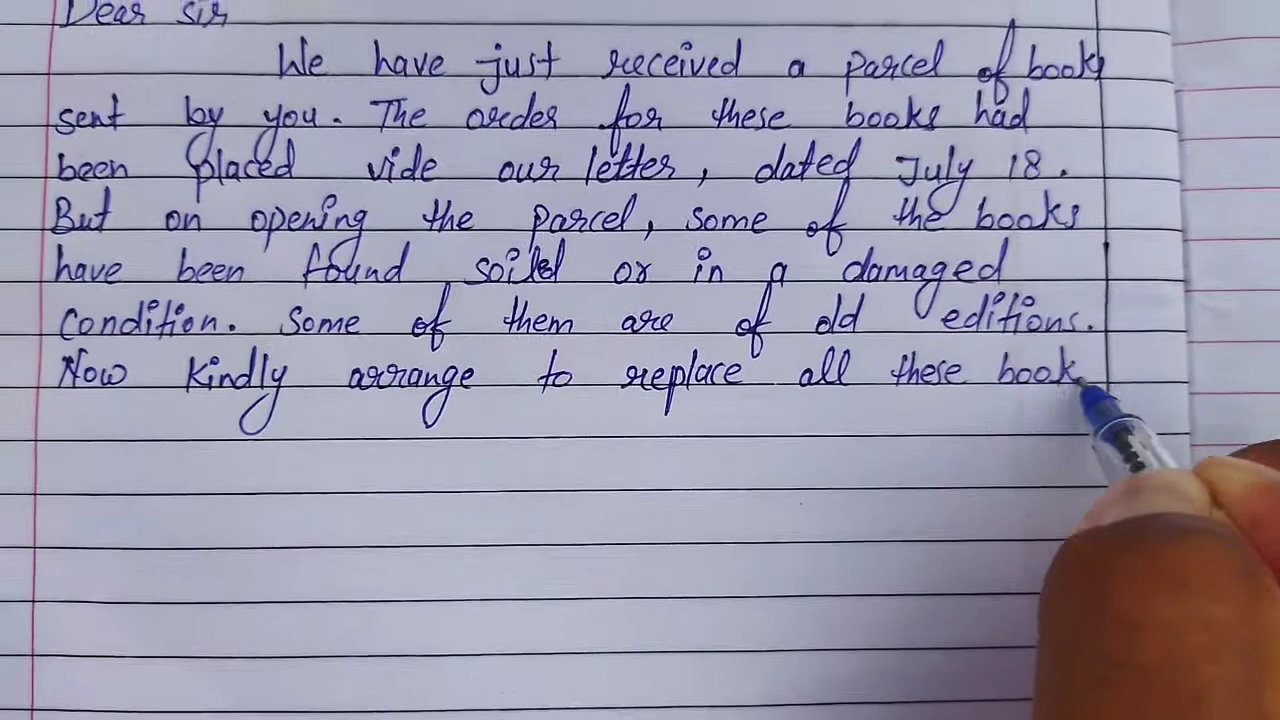 Dear Sir
We have just received a parcel of books
sent by you. The order for these books had
been placed vide our letter, dated July 18.
But on opening the parcel, some of the books
have been found soiled or in a damaged
condition. Some of them are of old editions.
Now kindly arrange to replace all these book